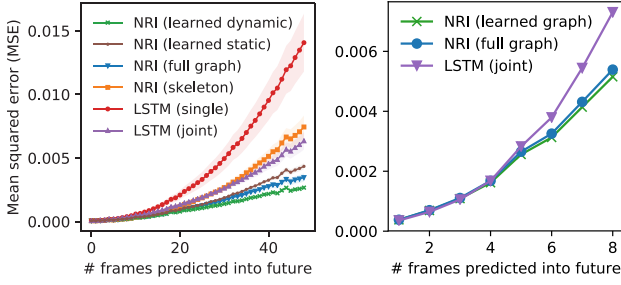 Mean squared error (MSE)
0.015
0.010
0.005
0.000
NRI (learned dynamic)
NRI (learned static)
NRI (full graph)
NRI (skeleton)
LSTM (single)
LSTM (joint)
0 20 40
# frames predicted into future
0.006
0.004
0.002
0.000
NRI (learned graph)
NRI (full graph)
LSTM (joint)
2 4 6 8
# frames predicted into future